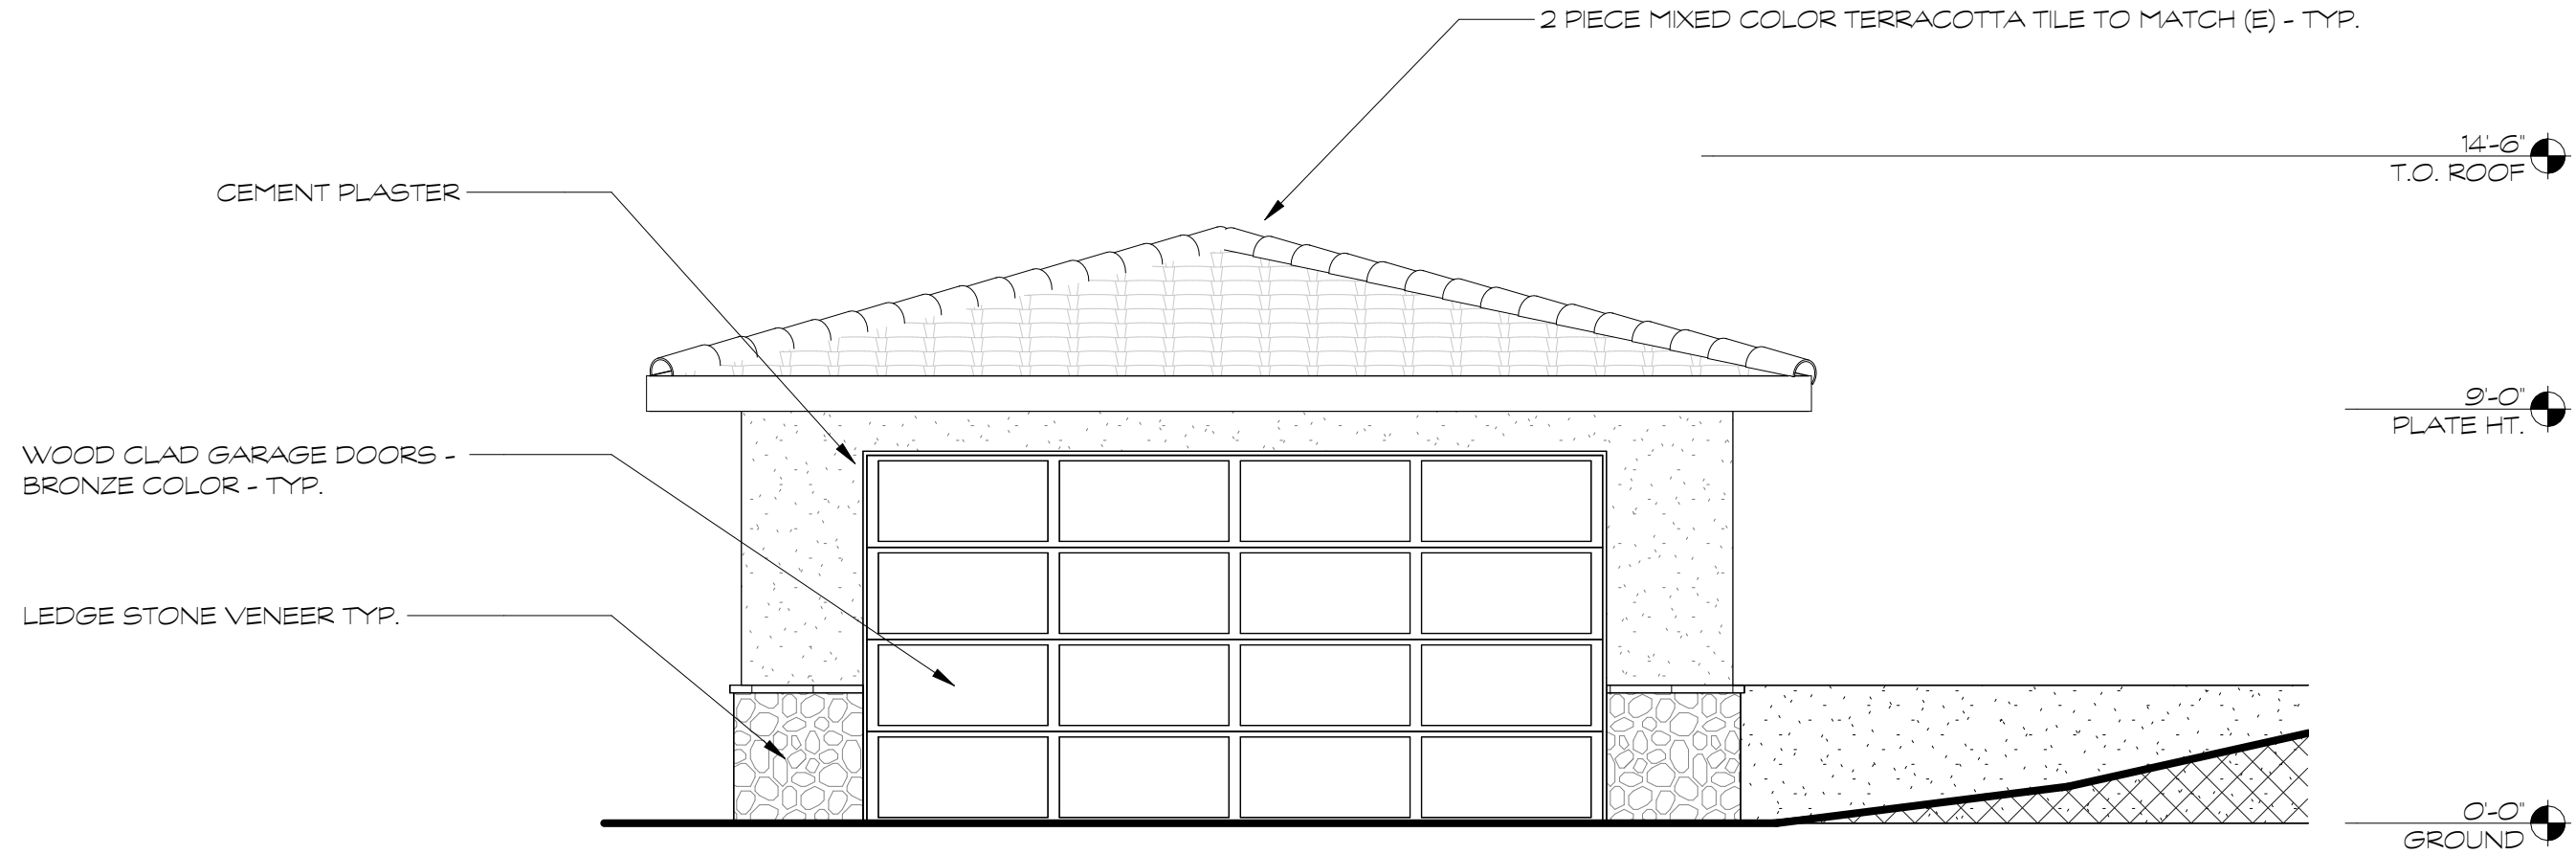 2 PIECE MIXED COLOR TERRACOTTA TILE TO MATCH (E) - TYP.
14'-6"
T.O. ROOF
CEMENT PLASTER
9'-0"
PLATE HT.
WOOD CLAD GARAGE DOORS -
BRONZE COLOR - TYP.
LEDGE STONE VENEER TYP.
0'-0"
GROUND